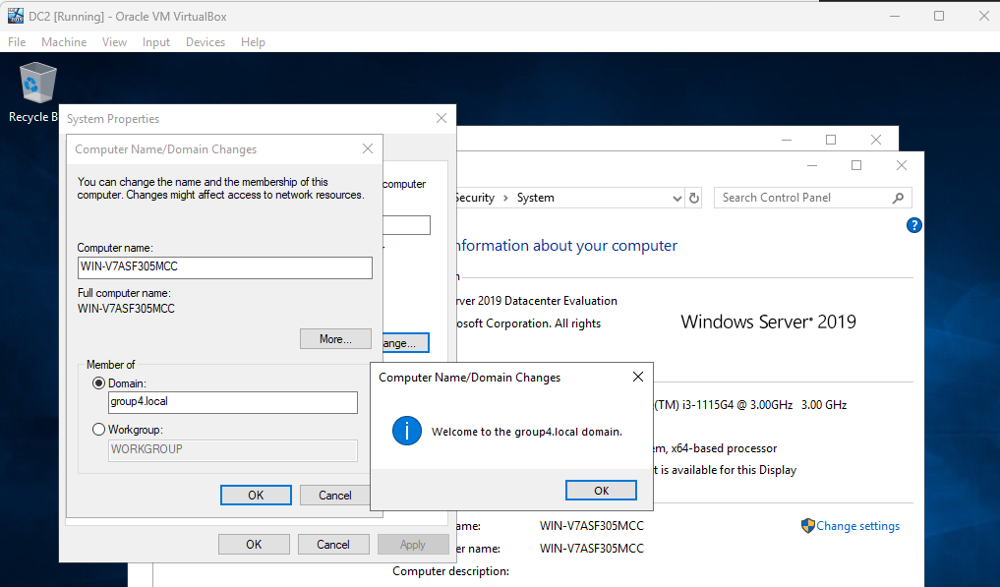 DC2 [Running] - Oracle VM VirtualBox
File Machine View Input Devices Help
Recycle B
System Properties
Computer Name/Domain Changes
You can change the name and the membership of this
computer. Changes might affect access to network resources.
Computer name:
WIN-V7ASF305MCC
Full computer name:
WIN-V7ASF305MCC
More...
Member of
Domain:
group4.local
Workgroup:
WORKGROUP
OK Cancel
OK Cancel Apply
computer
ange...
Computer Name/Domain Changes
Welcome to the group4.local domain.
OK
Security > System
Search Control Panel
?
nformation about your computer
rver 2019 Datacenter Evaluation
osoft Corporation. All rights
Windows Server® 2019
(TM) i3-1115G4 @ 3.00GHz 3.00 GHz
em, x64-based processor
t is available for this Display
ame: WIN-V7ASF305MCC
Change settings
er name: WIN-V7ASF305MCC
Computer description: